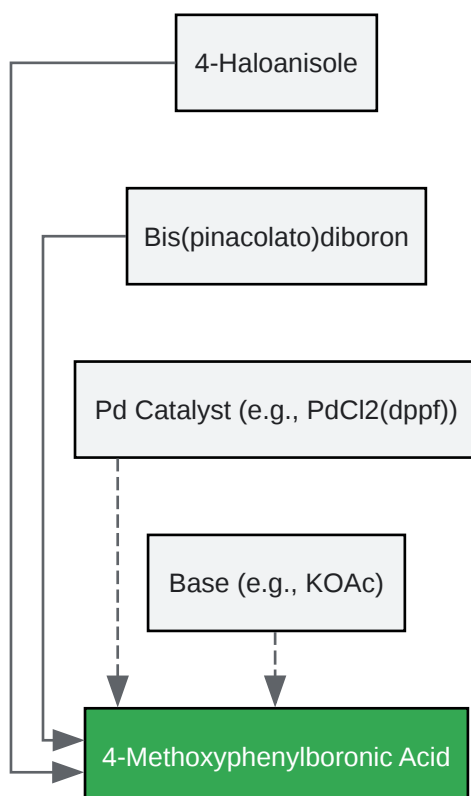 4-Haloanisole
Bis(pinacolato)diboron
Pd Catalyst (e.g., PdCl2(dppf))
Base (e.g., KOAc)
4-Methoxyphenylboronic Acid